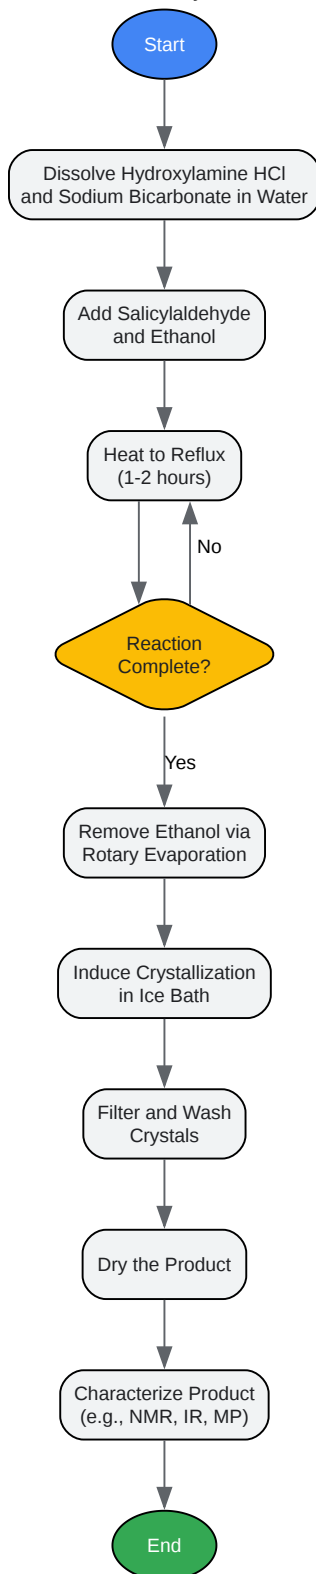 Start
Dissolve Hydroxylamine HCl
and Sodium Bicarbonate in Water
Add Salicylaldehyde
and Ethanol
Heat to Reflux
(1-2 hours)
No
Reaction
Complete?
Yes
Remove Ethanol via
Rotary Evaporation
Induce Crystallization
in Ice Bath
Filter and Wash
Crystals
Dry the Product
Characterize Product
(e.g., NMR, IR, MP)
End